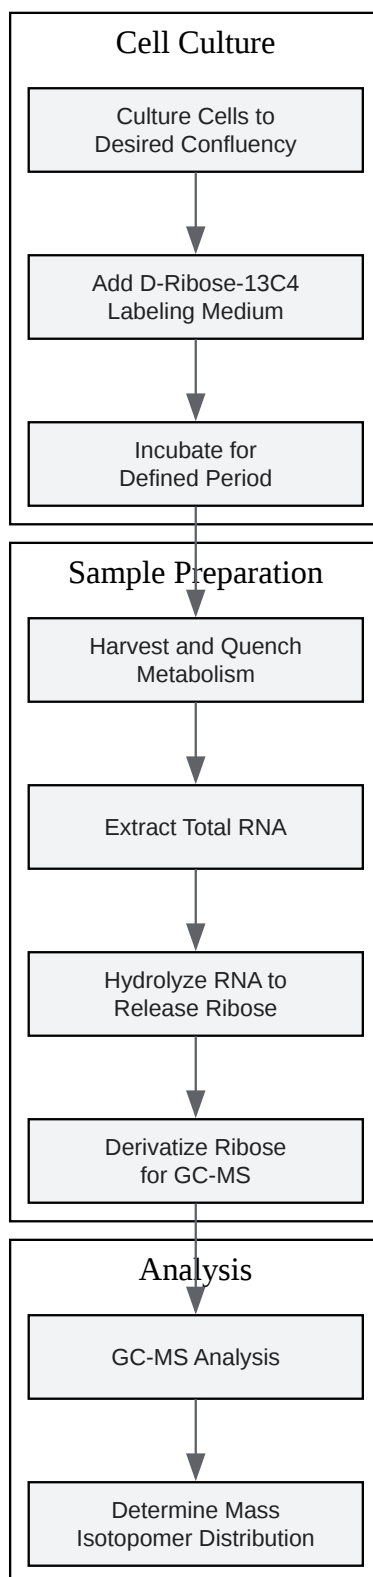 Cell Culture
Culture Cells to
Desired Confluency
Add D-Ribose-13C4
Labeling Medium
Incubate for
Defined Period
Sample Preparation
Harvest and Quench
Metabolism
Extract Total RNA
Hydrolyze RNA to
Release Ribose
Derivatize Ribose
for GC-MS
Analysis
GC-MS Analysis
Determine Mass
Isotopomer Distribution